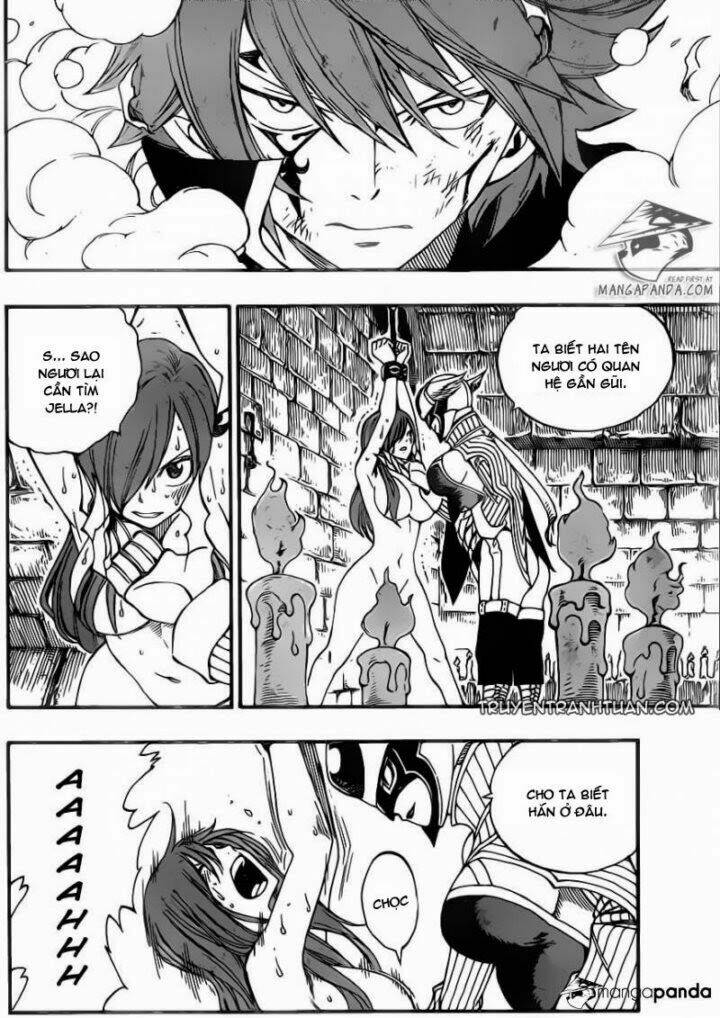 READ FIRST AT
MANGAPANDA.COM
S... SAO
NGƯƠI LẠI
CẦN TÌM
JELLA?!
TA BIẾT HAI TÊN
NGƯƠI CÓ QUAN
HỆ GẦN GŨI.
TRUYENTRANHTUAN.COM
AAAAAHHH
CHO TA BIẾT
HẮN Ở ĐÂU.
CHỌC
mangapanda